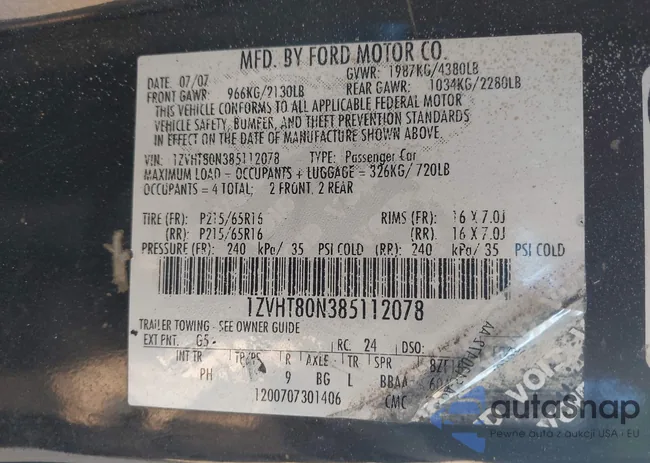 MFD. BY FORD MOTOR CO.
DATE: 07/07 GVWR: 1987KG/4380LB
FRONT GAWR: 966KG/2130LB REAR GAWR: 1034KG/2280LB
THIS VEHICLE CONFORMS TO ALL APPLICABLE FEDERAL MOTOR
VEHICLE SAFETY, BUMPER, AND THEFT PREVENTION STANDARDS
IN EFFECT ON THE DATE OF MANUFACTURE SHOWN ABOVE.
VIN: 1ZVHT80N385112078 TYPE: Passenger Car
MAXIMUM LOAD = OCCUPANTS + LUGGAGE = 326KG/ 720LB
OCCUPANTS = 4 TOTAL; 2 FRONT, 2 REAR
TIRE (FR): P215/65R16 RIMS (FR): 16 X 7.0J
(RR): P215/65R16 (RR): 16 X 7.0J
PRESSURE (FR): 240 kPa/ 35 PSI COLD (RR): 240 kPa/ 35 PSI COLD
1ZVHT80N385112078
TRAILER TOWING - SEE OWNER GUIDE
EXT PNT: G5 RC: 24 DSO:
INT TR TP/PS R AXLE TR SPR
PH 9 BG L BBAA
1200707301406 CMC
autoSnap
Pewne auto z aukcji USA i EU